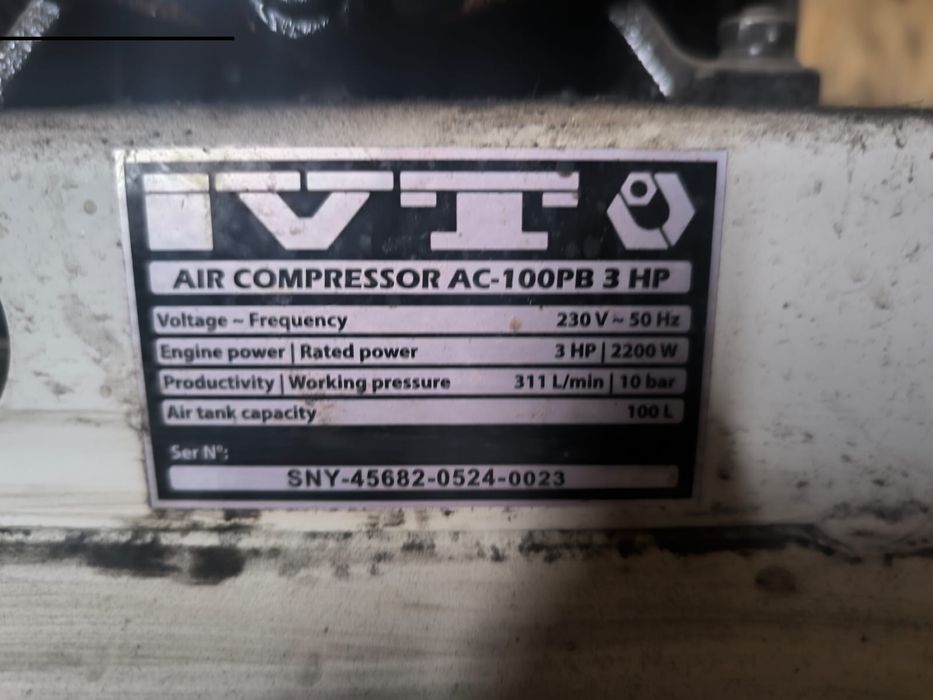 IVT
AIR COMPRESSOR AC-100PB 3 HP
Voltage ~ Frequency 230 V ~ 50 Hz
Engine power | Rated power 3 HP | 2200 W
Productivity | Working pressure 311 L/min | 10 bar
Air tank capacity 100 L
Ser N°:
SNY-45682-0524-0023